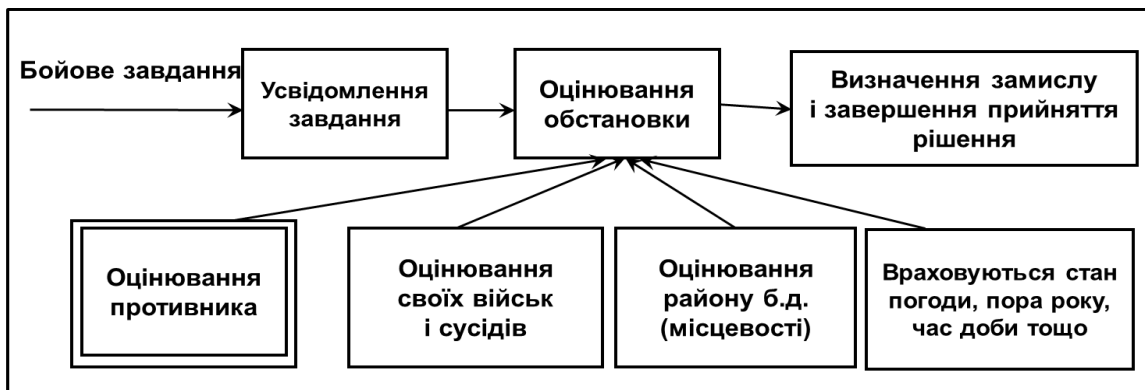 Бойове завдання
Усвідомлення
завдання
Оцінювання
обстановки
Визначення замислу
і завершення прийняття
рішення
Оцінювання
противника
Оцінювання
своїх військ
і сусідів
Оцінювання
району б.д.
(місцевості)
Враховуються стан
погоди, пора року,
час доби тощо